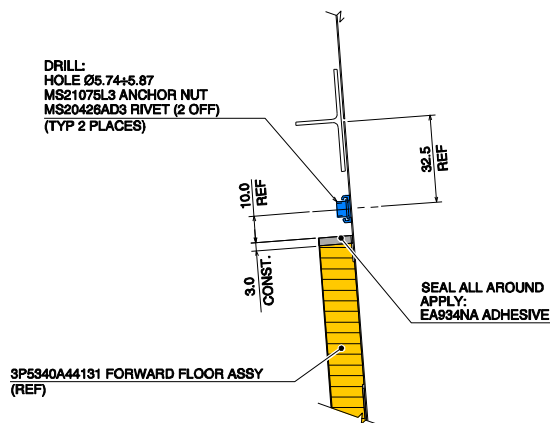 DRILL:
HOLE Ø5.74÷5.87
MS21075L3 ANCHOR NUT
MS20426AD3 RIVET (2 OFF)
(TYP 2 PLACES)
32.5
REF
10.0
REF
3.0
CONST.
SEAL ALL AROUND
APPLY:
EA934NA ADHESIVE
3P5340A44131 FORWARD FLOOR ASSY
(REF)